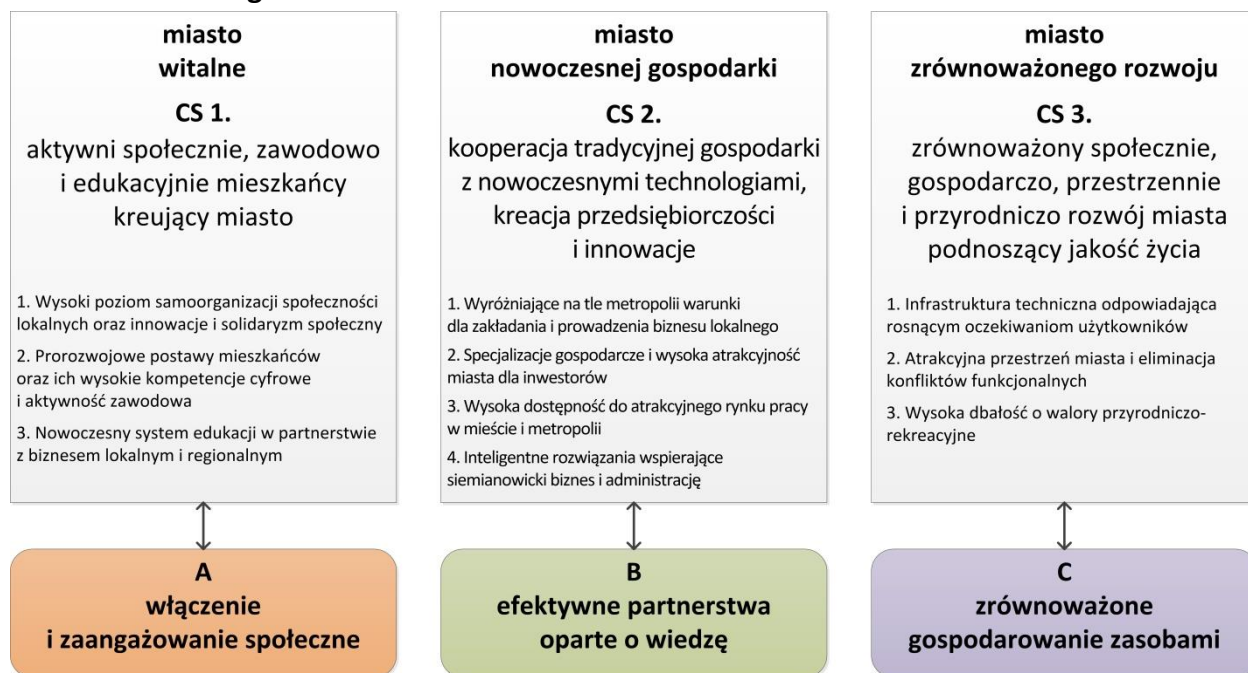 miasto
witalne
CS 1.
aktywni społecznie, zawodowo
i edukacyjnie mieszkańcy
kreujący miasto
1. Wysoki poziom samoorganizacji społeczności
lokalnych oraz innowacje i solidaryzm społeczny
2. Prorozwojowe postawy mieszkańców
oraz ich wysokie kompetencje cyfrowe
i aktywność zawodowa
3. Nowoczesny system edukacji w partnerstwie
z biznesem lokalnym i regionalnym
A
włączenie
i zaangażowanie społeczne
miasto
nowoczesnej gospodarki
CS 2.
kooperacja tradycyjnej gospodarki
z nowoczesnymi technologiami,
kreacja przedsiębiorczości
i innowacje
1. Wyróżniające na tle metropolii warunki
dla zakładania i prowadzenia biznesu lokalnego
2. Specjalizacje gospodarcze i wysoka atrakcyjność
miasta dla inwestorów
3. Wysoka dostępność do atrakcyjnego rynku pracy
w mieście i metropolii
4. Inteligentne rozwiązania wspierające
siemianowicki biznes i administrację
B
efektywne partnerstwa
oparte o wiedzę
miasto
zrównoważonego rozwoju
CS 3.
zrównoważony społecznie,
gospodarczo, przestrzennie
i przyrodniczo rozwój miasta
podnoszący jakość życia
1. Infrastruktura techniczna odpowiadająca
rosnącym oczekiwaniom użytkowników
2. Atrakcyjna przestrzeń miasta i eliminacja
konfliktów funkcjonalnych
3. Wysoka dbałość o walory przyrodniczo-
rekreacyjne
C
zrównoważone
gospodarowanie zasobami